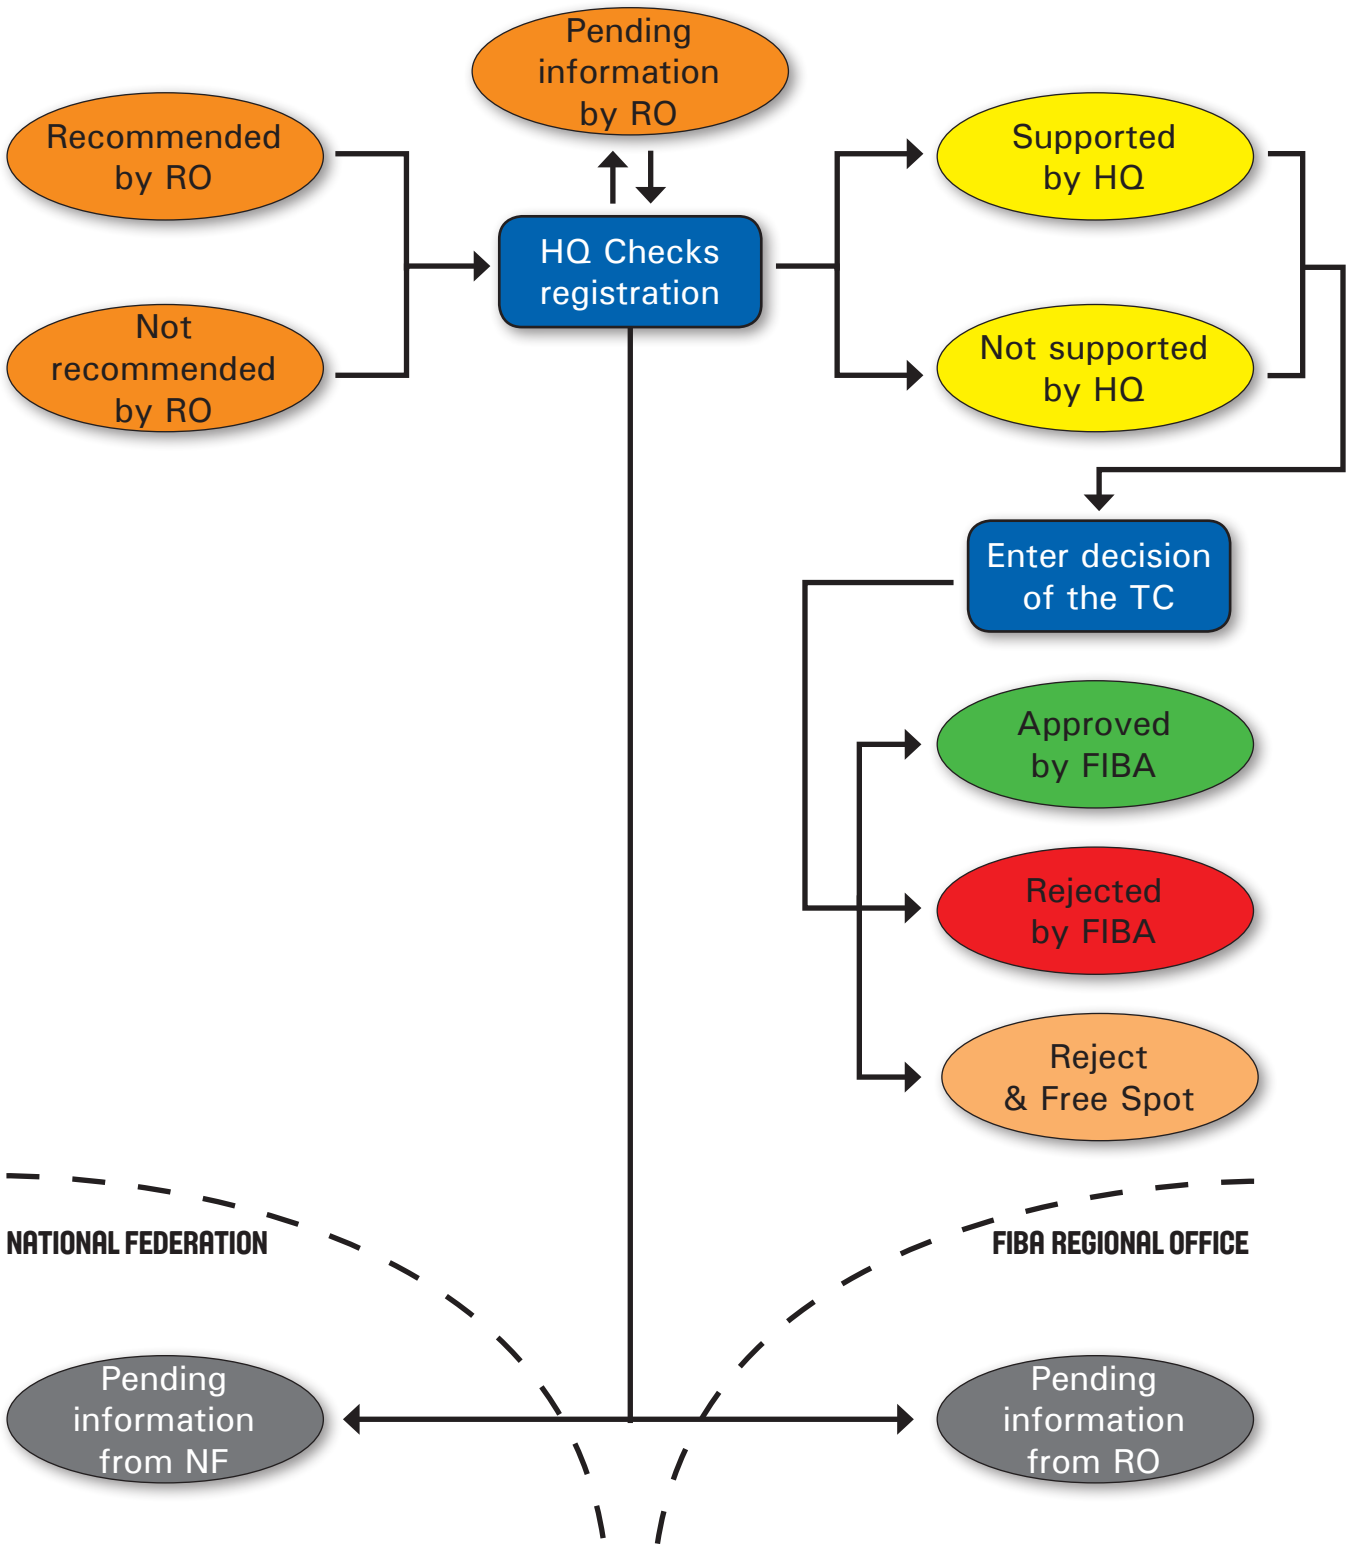 Pending
information
by RO
Recommended
by RO
Supported
by HQ
HQ Checks
registration
Not
recommended
by RO
Not supported
by HQ
Enter decision
of the TC
Approved
by FIBA
Rejected
by FIBA
Reject
& Free Spot
NATIONAL FEDERATION
FIBA REGIONAL OFFICE
Pending
information
from NF
Pending
information
from RO